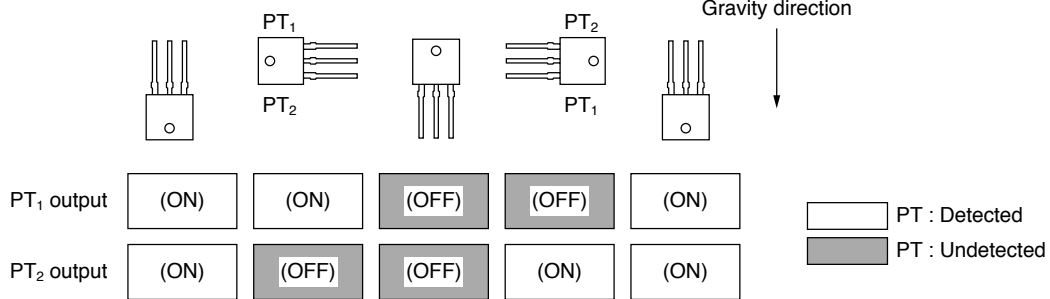 Gravity direction
PT₁ PT₂
PT₂ PT₁
PT₁ output (ON) (ON) (OFF) (OFF) (ON)
PT : Detected
PT : Undetected
PT₂ output (ON) (OFF) (OFF) (ON) (ON)